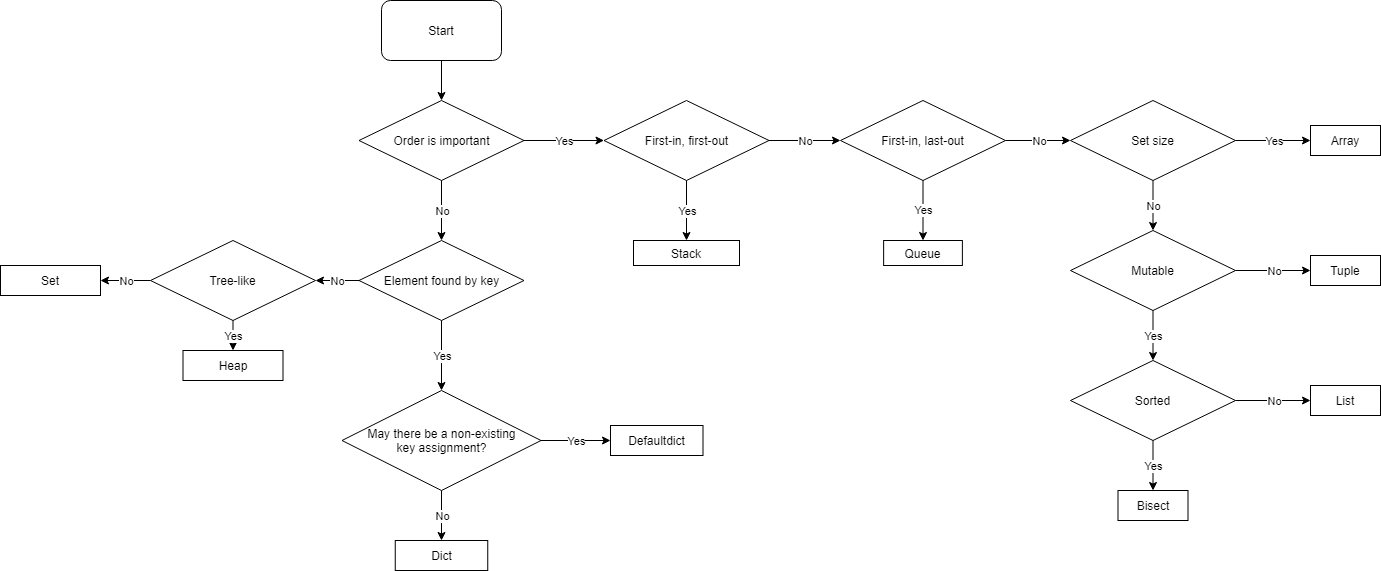 Start
Order is important
Yes
First-in, first-out
No
First-in, last-out
No
Set size
Yes
Array
No
Yes
Yes
No
Stack
Queue
Set
No
Tree-like
No
Element found by key
Mutable
No
Tuple
Yes
Yes
Yes
Heap
Sorted
No
List
May there be a non-existing
key assignment?
Yes
Defaultdict
Yes
No
Bisect
Dict